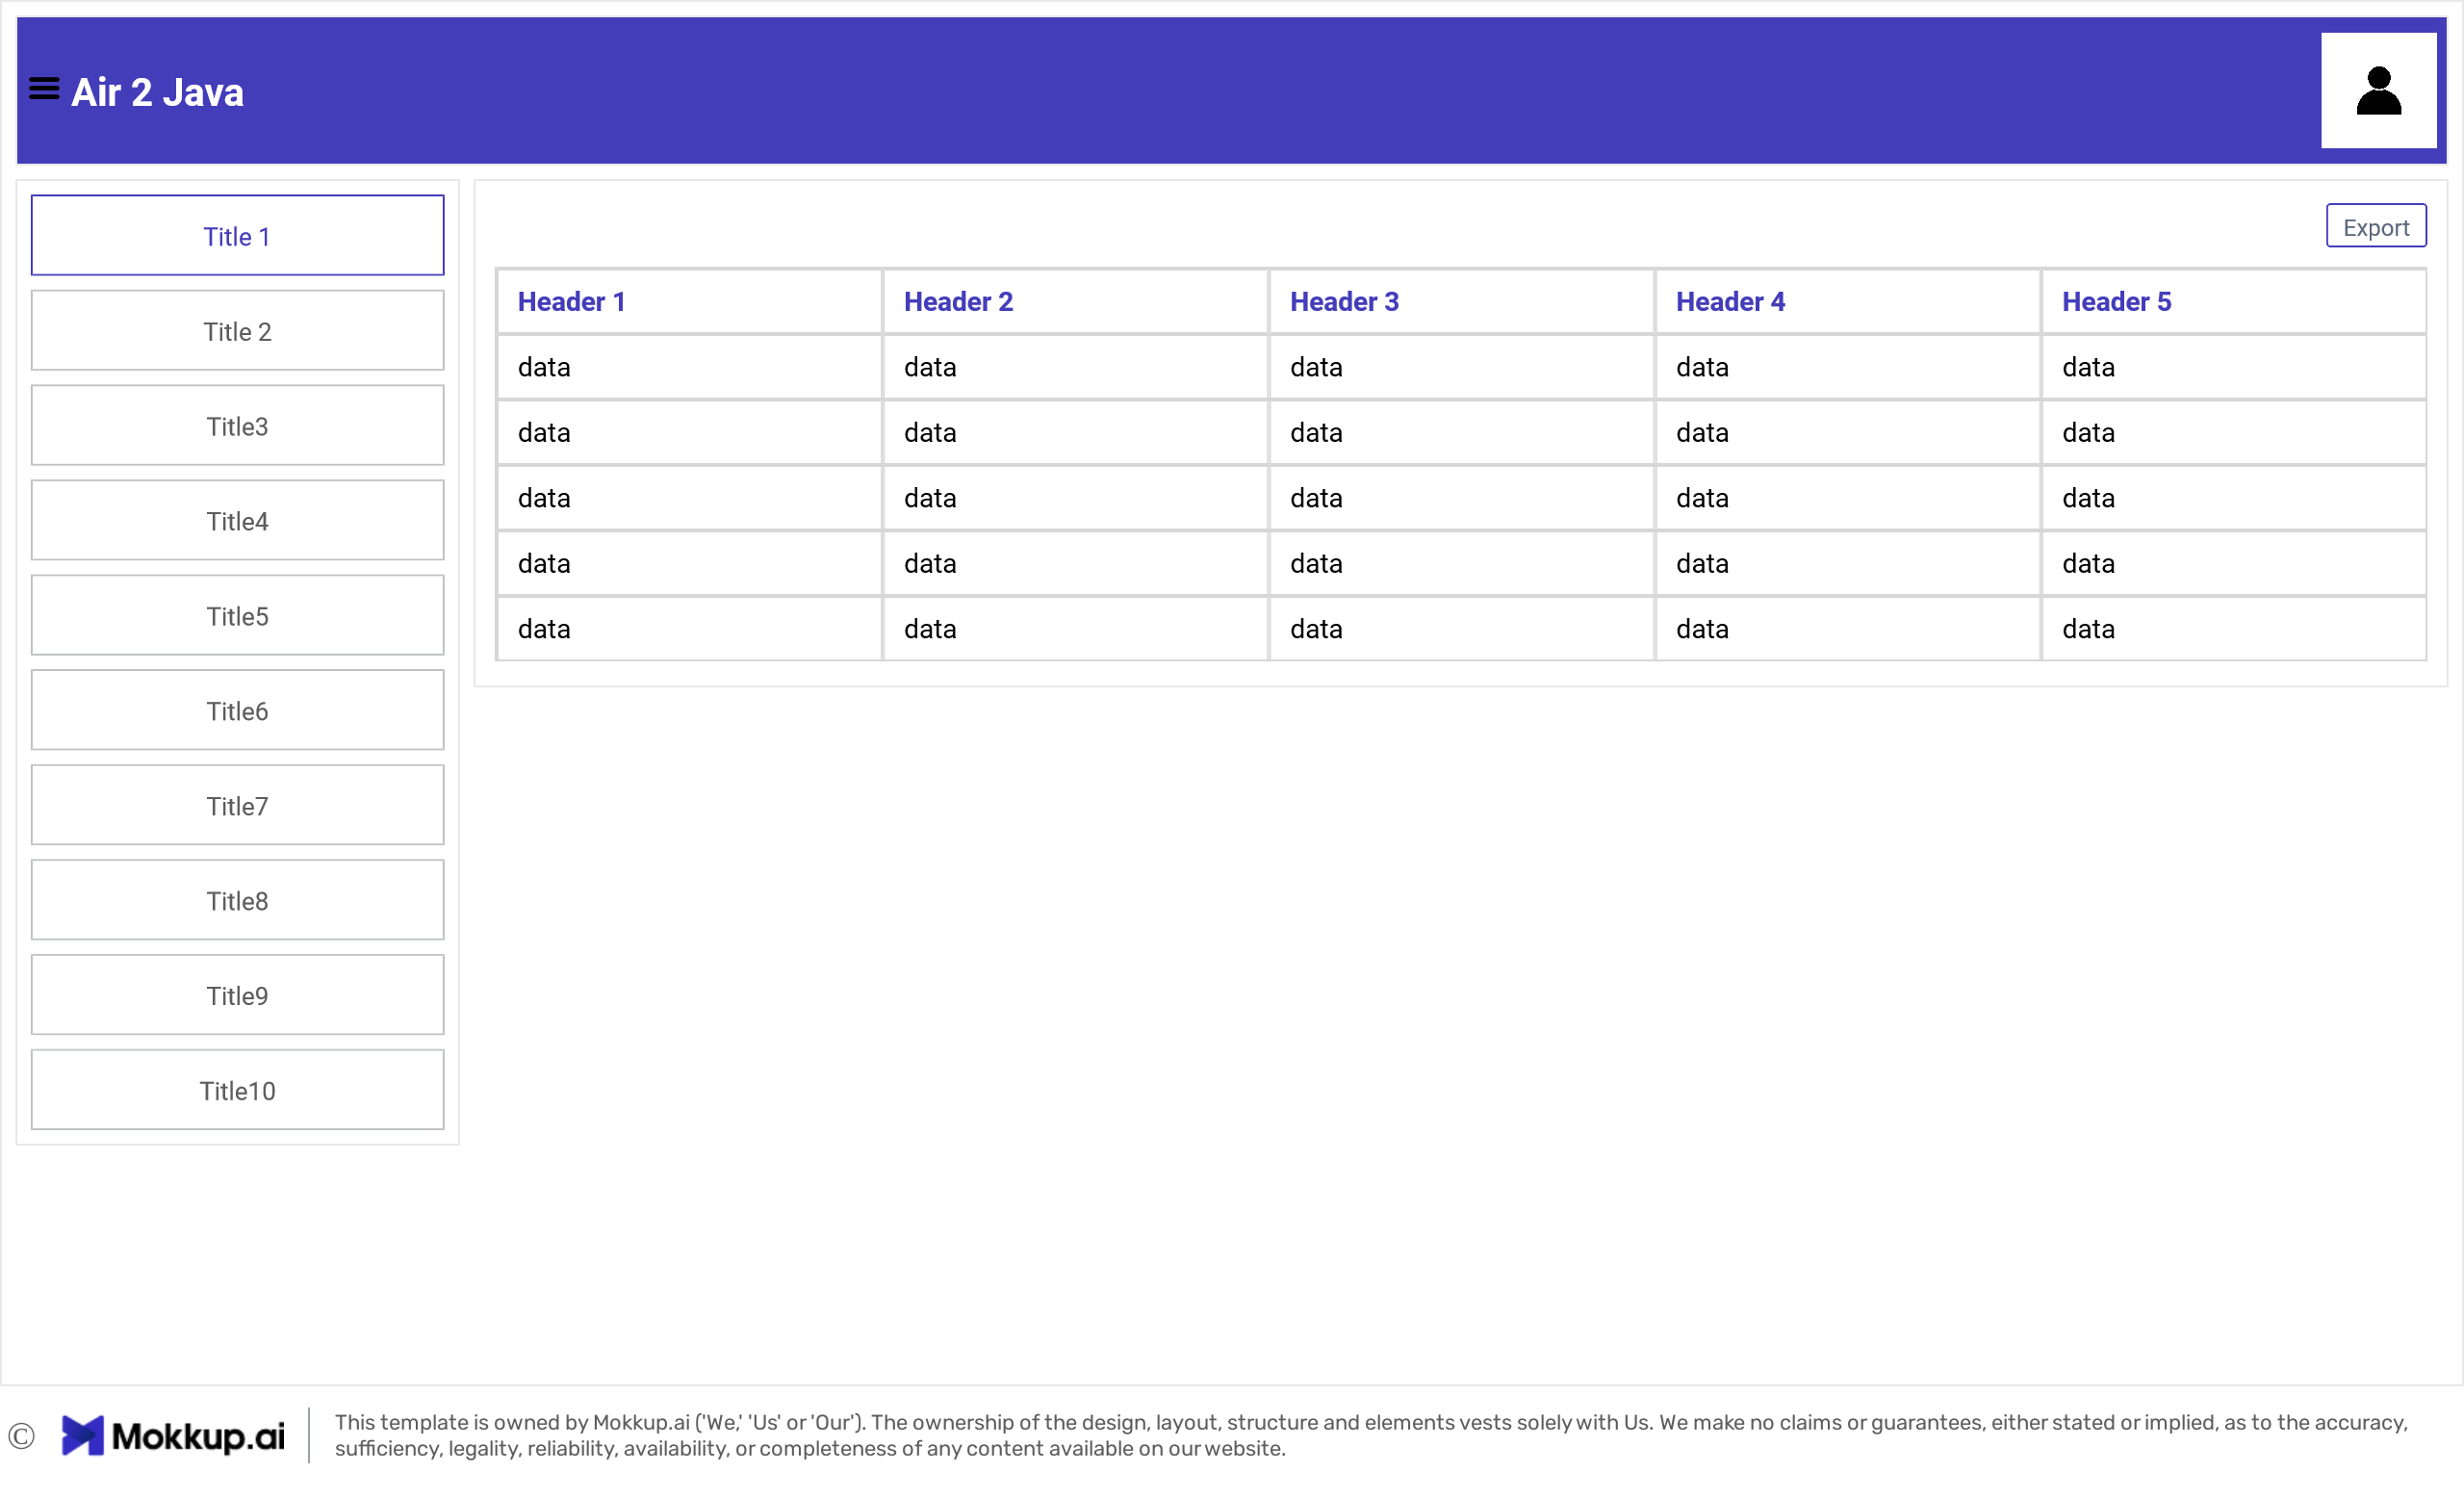 Air 2 Java
Title 1
Title 2
Title3
Title4
Title5
Title6
Title7
Title8
Title9
Title10
Export
Header 1 Header 2 Header 3 Header 4 Header 5
data data data data data
data data data data data
data data data data data
data data data data data
data data data data data
© Mokkup.ai
This template is owned by Mokkup.ai ('We,' 'Us' or 'Our'). The ownership of the design, layout, structure and elements vests solely with Us. We make no claims or guarantees, either stated or implied, as to the accuracy,
sufficiency, legality, reliability, availability, or completeness of any content available on our website.